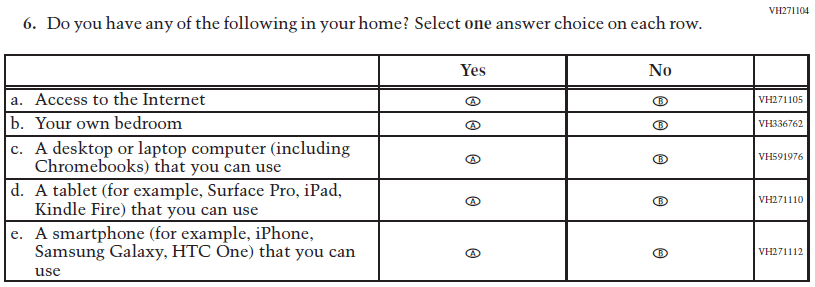 VH271104
6. Do you have any of the following in your home? Select one answer choice on each row.
Yes No
a. Access to the Internet A B VH271105
b. Your own bedroom A B VH336762
c. A desktop or laptop computer (including
Chromebooks) that you can use A B VH591976
d. A tablet (for example, Surface Pro, iPad,
Kindle Fire) that you can use A B VH271110
e. A smartphone (for example, iPhone,
Samsung Galaxy, HTC One) that you can A B VH271112
use